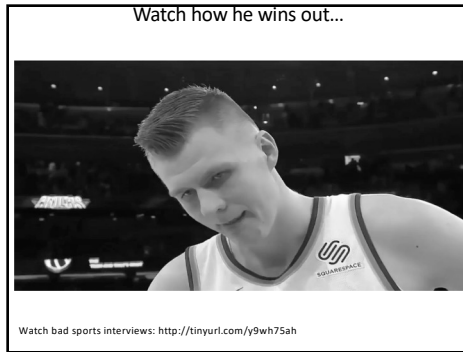 Watch how he wins out…
SQUARESPACE
Watch bad sports interviews: http://tinyurl.com/y9wh75ah